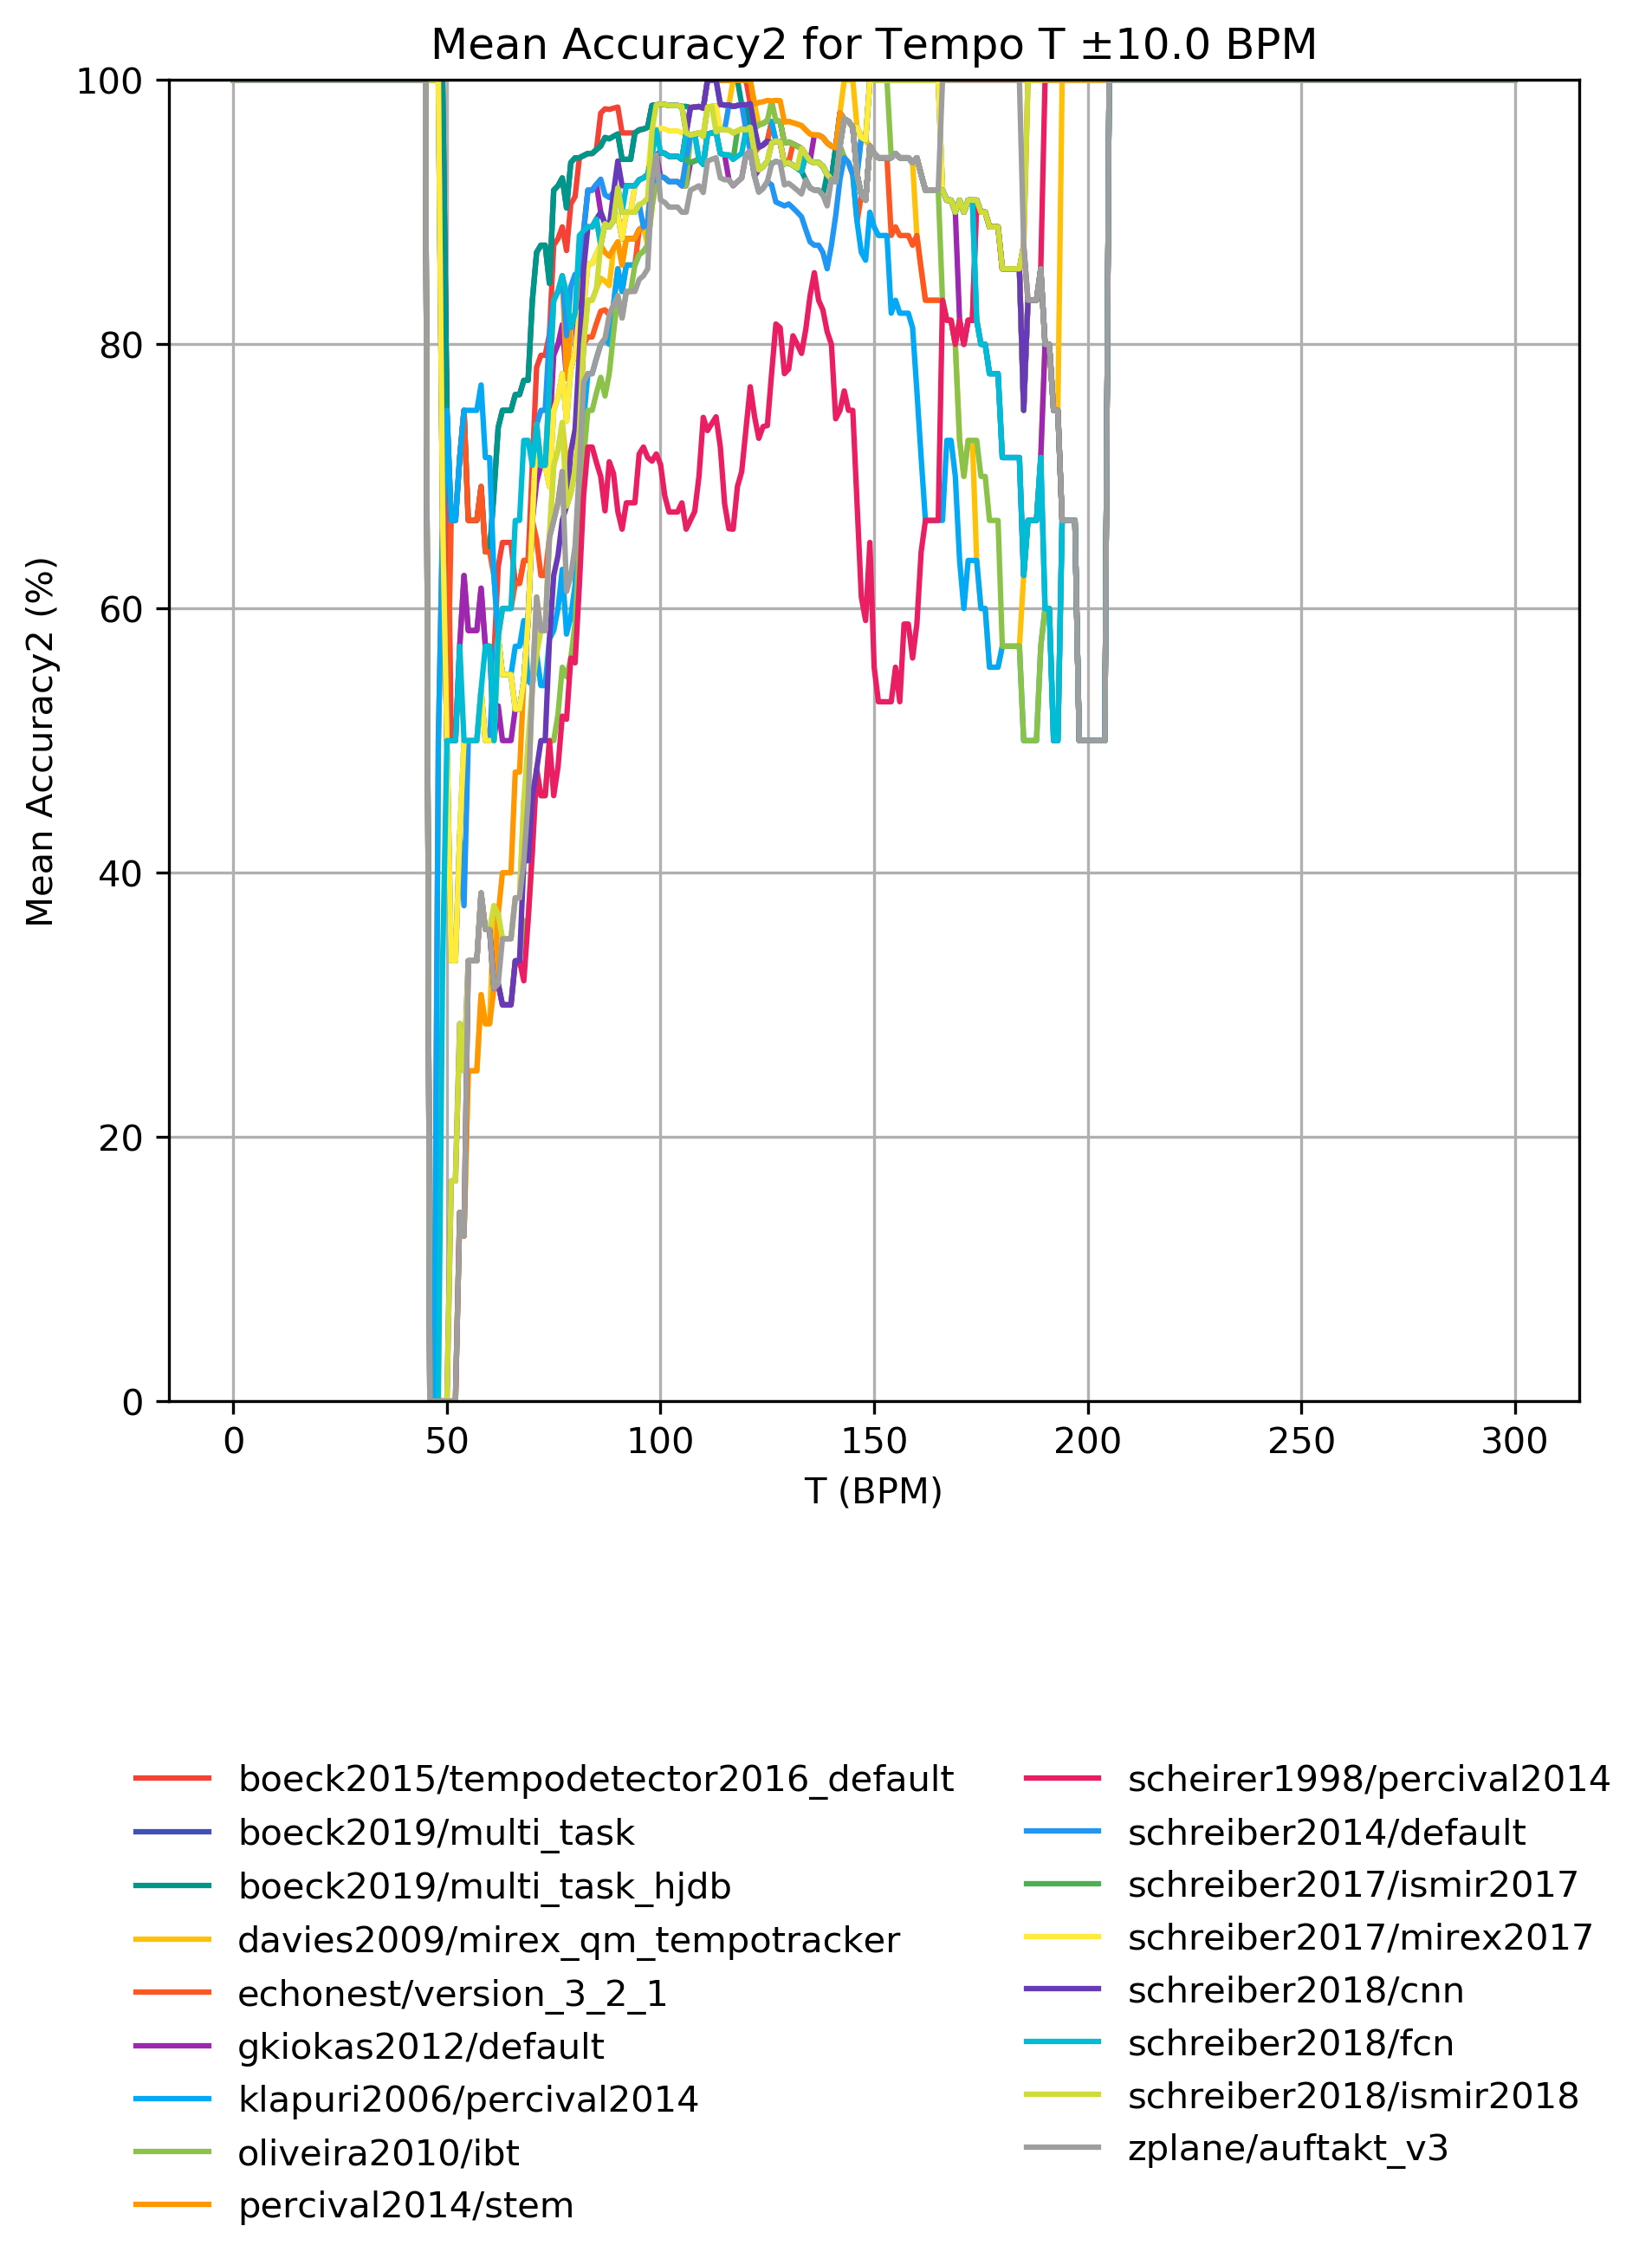 Mean Accuracy2 for Tempo T ±10.0 BPM
100
80
60
40
20
0
Mean Accuracy2 (%)
0 50 100 150 200 250 300
T (BPM)
boeck2015/tempodetector2016_default
boeck2019/multi_task
boeck2019/multi_task_hjdb
davies2009/mirex_qm_tempotracker
echonest/version_3_2_1
gkiokas2012/default
klapuri2006/percival2014
oliveira2010/ibt
percival2014/stem
scheirer1998/percival2014
schreiber2014/default
schreiber2017/ismir2017
schreiber2017/mirex2017
schreiber2018/cnn
schreiber2018/fcn
schreiber2018/ismir2018
zplane/auftakt_v3